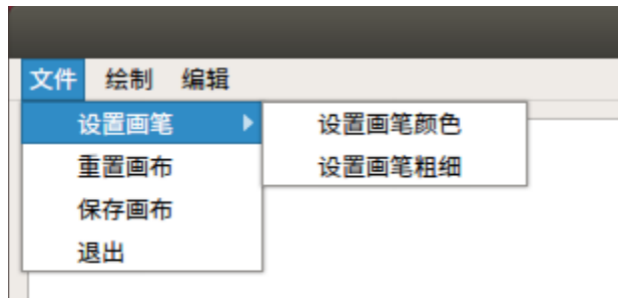 文件 绘制 编辑
设置画笔 设置画笔颜色
重置画布 设置画笔粗细
保存画布
退出